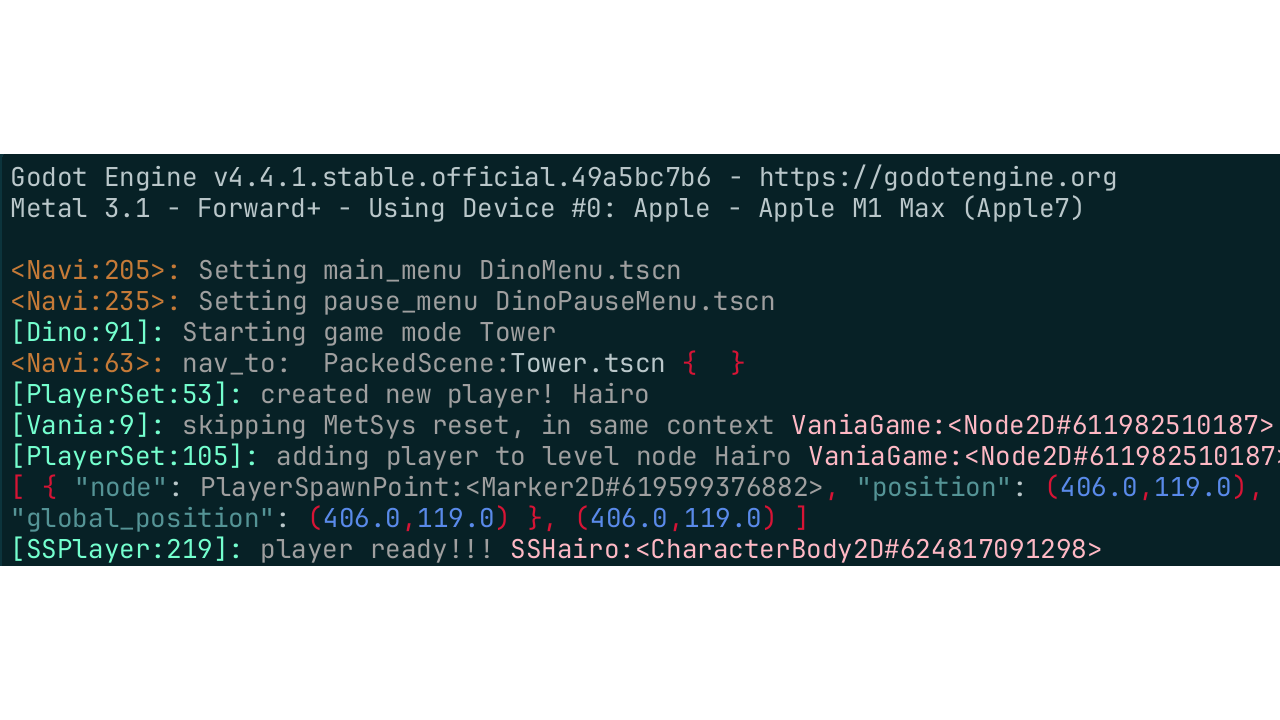 Godot Engine v4.4.1.stable.official.49a5bc7b6 - https://godotengine.org
Metal 3.1 - Forward+ - Using Device #0: Apple - Apple M1 Max (Apple7)
<Navi:205>: Setting main_menu DinoMenu.tscn
<Navi:235>: Setting pause_menu DinoPauseMenu.tscn
[Dino:91]: Starting game mode Tower
<Navi:63>: nav_to:  PackedScene:Tower.tscn {  }
[PlayerSet:53]: created new player! Hairo
[Vania:9]: skipping MetSys reset, in same context VaniaGame:<Node2D#611982510187>
[PlayerSet:105]: adding player to level node Hairo VaniaGame:<Node2D#611982510187>
[ { "node": PlayerSpawnPoint:<Marker2D#619599376882>, "position": (406.0,119.0),
"global_position": (406.0,119.0) }, (406.0,119.0) ]
[SSPlayer:219]: player ready!!! SSHairo:<CharacterBody2D#624817091298>